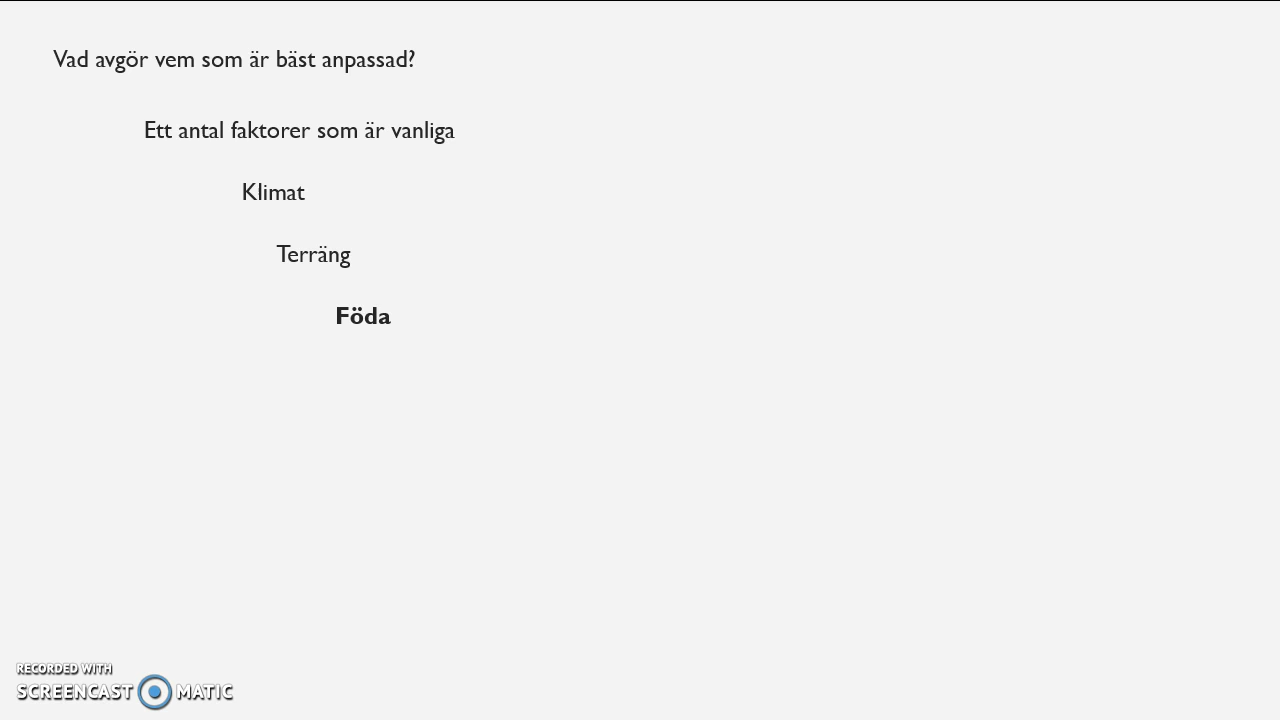 Vad avgör vem som är bäst anpassad?
Ett antal faktorer som är vanliga
Klimat
Terräng
Föda
RECORDED WITH
SCREENCAST MATIC